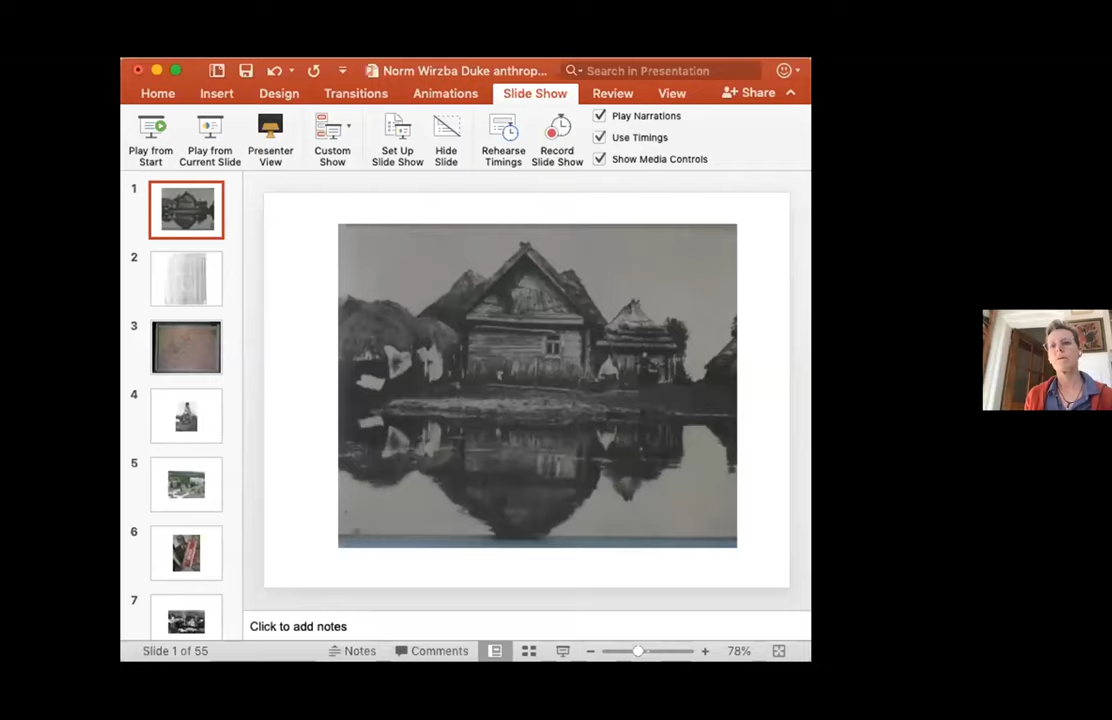 Norm Wirzba Duke anthrop...
Search in Presentation
Home Insert Design Transitions Animations Slide Show Review View Share
Play from Start
Play from Current Slide
Presenter View
Custom Show
Set Up Slide Show
Hide Slide
Rehearse Timings
Record Slide Show
Play Narrations
Use Timings
Show Media Controls
1
2
3
4
5
6
7
Click to add notes
Slide 1 of 55 Notes Comments 78%